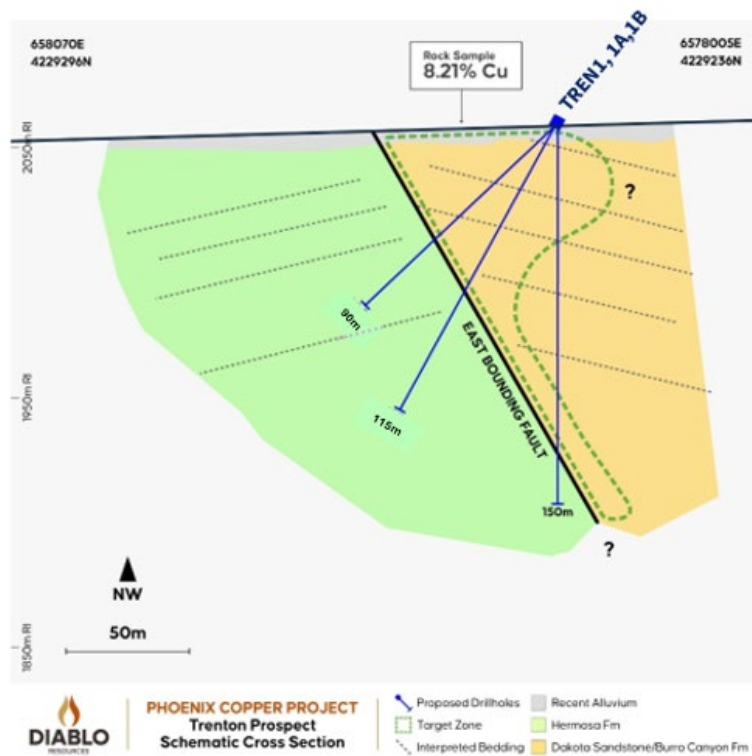 658070E
4229296N
Rock Sample
8.21% Cu
TREN1, 1A,1B
6578005E
4229236N
2050m Rl
?
90m
EAST BOUNDING FAULT
1950m Rl
115m
150m
?
NW
50m
1850m Rl
DIABLO
RESOURCES
PHOENIX COPPER PROJECT
Trenton Prospect
Schematic Cross Section
Proposed Drillholes
Target Zone
Interpreted Bedding
Recent Alluvium
Hermosa Fm
Dakota Sandstone/Burro Canyon Fm